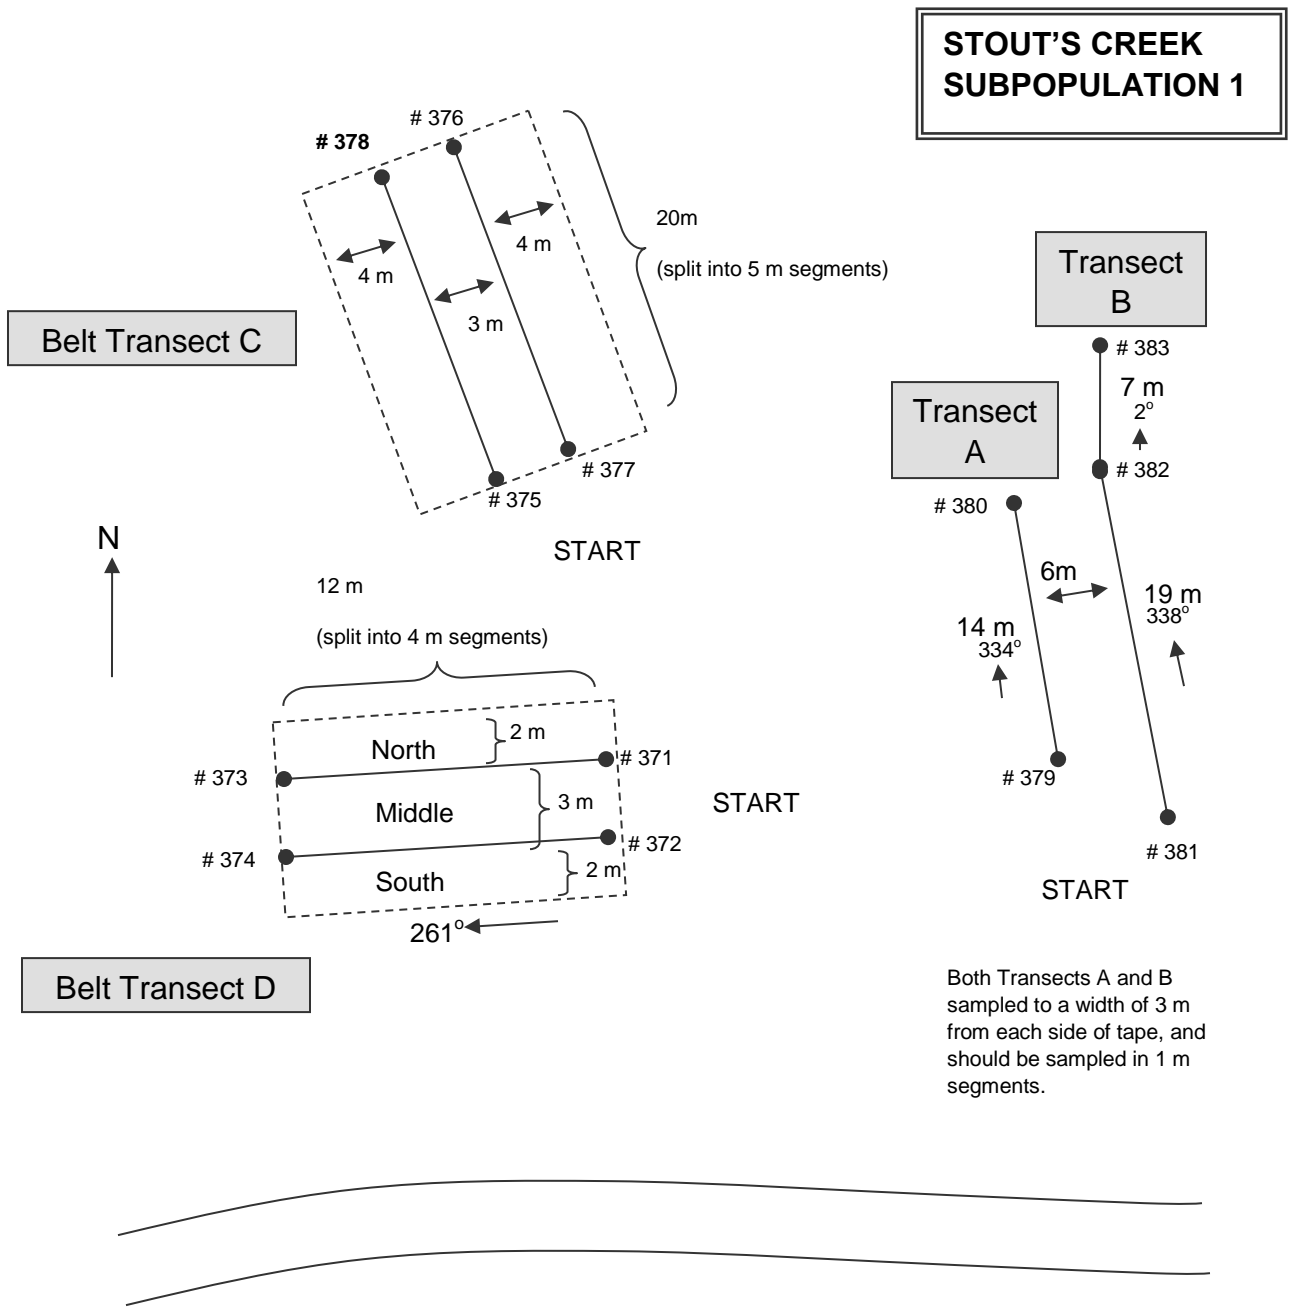 STOUT’S CREEK
SUBPOPULATION 1
# 376
# 378
20m
(split into 5 m segments)
4 m
4 m
3 m
Belt Transect C
# 377
# 375
START
Transect
B
# 383
7 m
2°
# 382
Transect
A
# 380
6m
19 m
338°
14 m
334°
# 379
# 381
START
N
12 m
(split into 4 m segments)
2 m
North
# 371
# 373
3 m
Middle
START
# 372
# 374
2 m
South
261°
Belt Transect D
Both Transects A and B
sampled to a width of 3 m
from each side of tape, and
should be sampled in 1 m
segments.